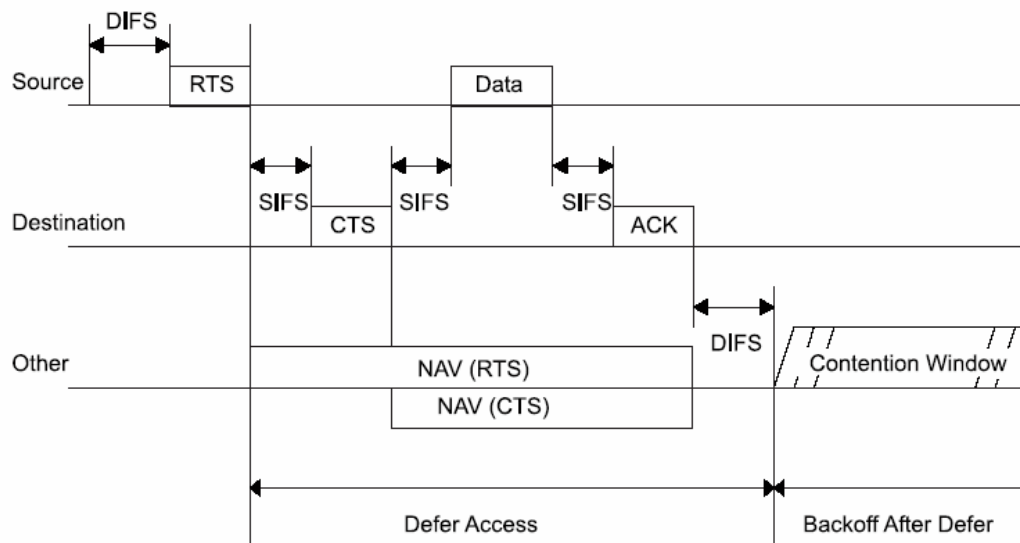 DIFS
Source
RTS
Data
SIFS
SIFS
SIFS
Destination
CTS
ACK
DIFS
Other
NAV (RTS)
Contention Window
NAV (CTS)
Defer Access
Backoff After Defer